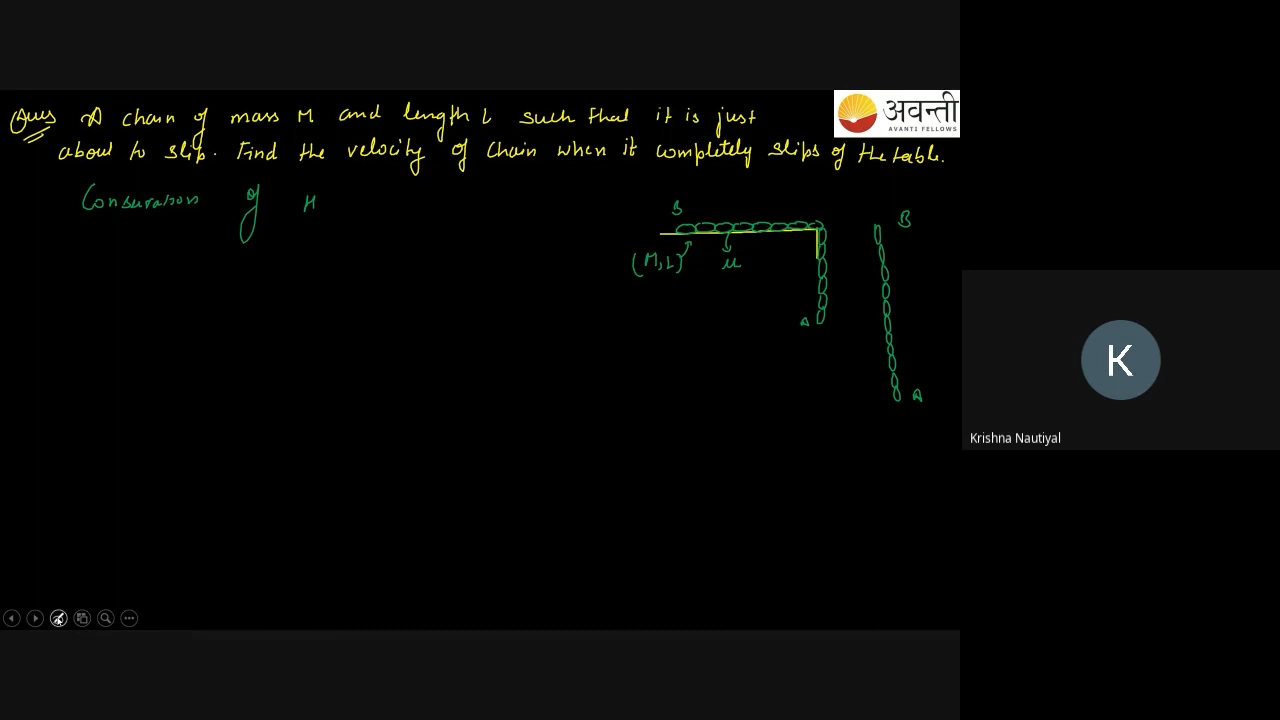 Ques A chain of mass M and length L such that it is just
about to slip. Find the velocity of chain when it completely slips of the table.
अवन्ती
AVANTI FELLOWS
Conservation of M
B
B
(M,L)
μ
A
A
K
Krishna Nautiyal